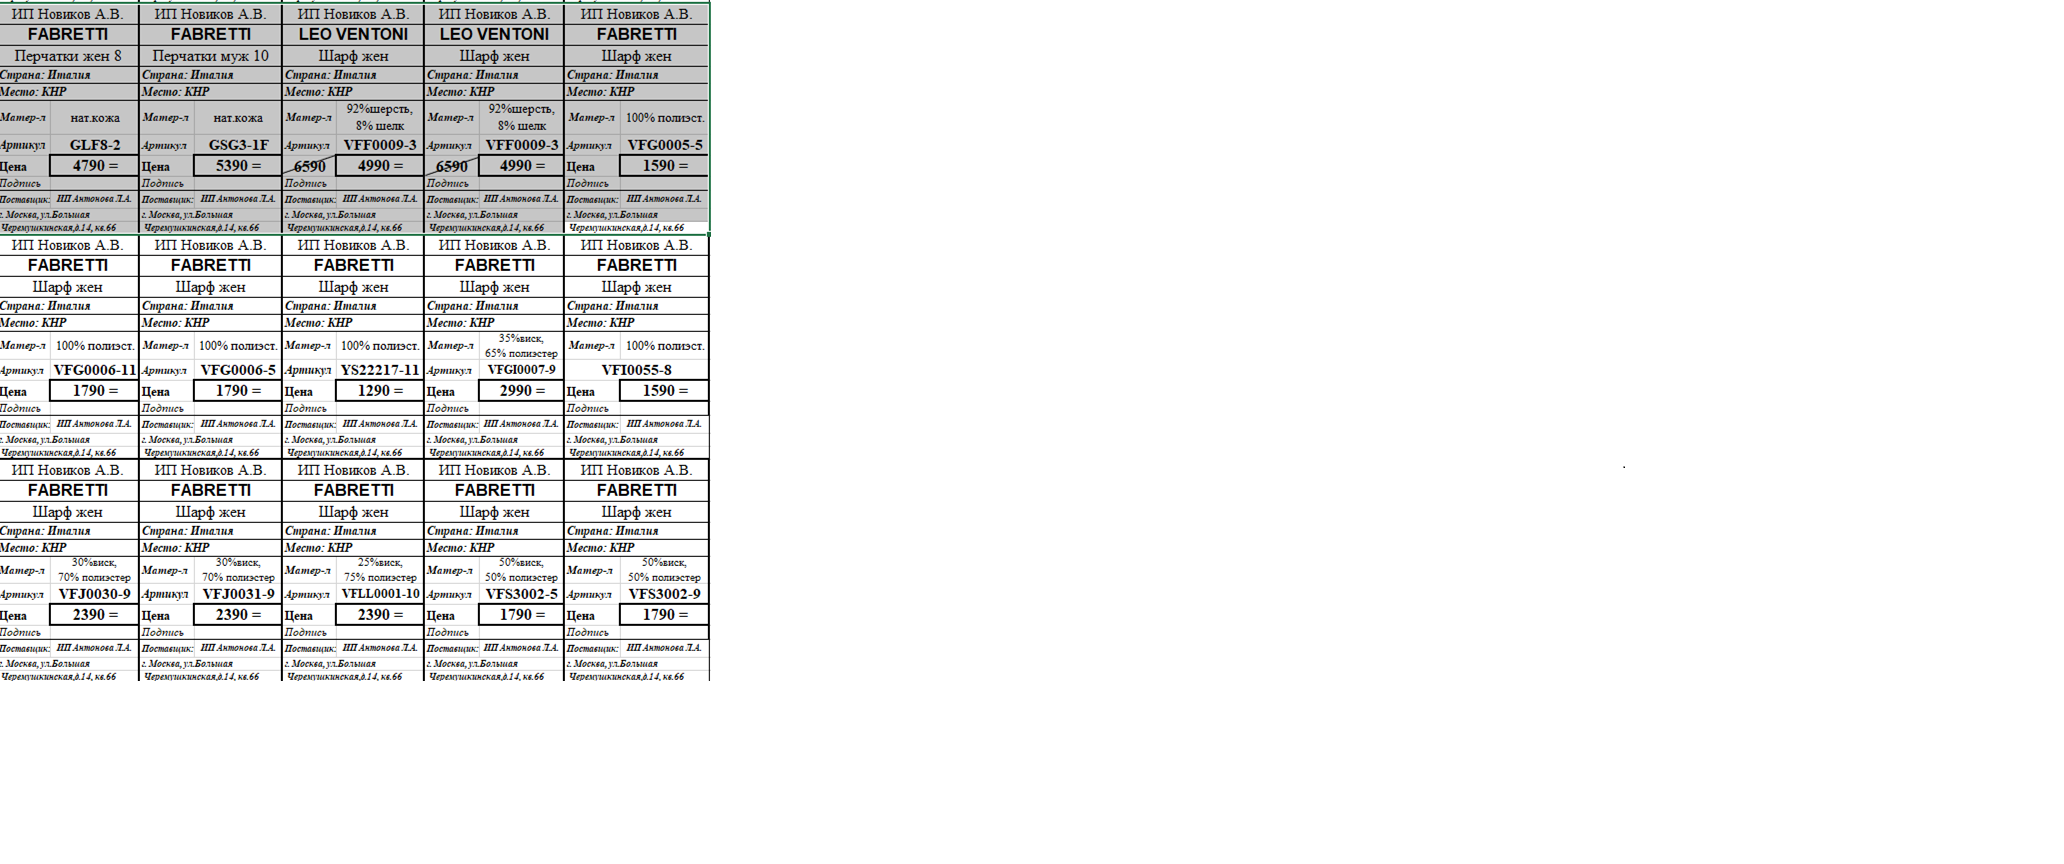 ИП Новиков А.В. ИП Новиков А.В. ИП Новиков А.В. ИП Новиков А.В. ИП Новиков А.В.
FABRETTI FABRETTI LEO VENTONI LEO VENTONI FABRETTI
Перчатки жен 8 Перчатки муж 10 Шарф жен Шарф жен Шарф жен
Страна: Италия Страна: Италия Страна: Италия Страна: Италия Страна: Италия
Место: КНР Место: КНР Место: КНР Место: КНР Место: КНР
Матер-л нат.кожа Матер-л нат.кожа Матер-л 92%шерсть, 8% шелк Матер-л 92%шерсть, 8% шелк Матер-л 100% полиэст.
Артикул GLF8-2 Артикул GSG3-1F Артикул VFF0009-3 Артикул VFF0009-3 Артикул VFG0005-5
Цена 4790 = Цена 5390 = 6590 4990 = 6590 4990 = Цена 1590 =
Подпись Подпись Подпись Подпись Подпись
Поставщик: ИП Антонова Л.А. Поставщик: ИП Антонова Л.А. Поставщик: ИП Антонова Л.А. Поставщик: ИП Антонова Л.А. Поставщик: ИП Антонова Л.А.
г. Москва, ул.Большая г. Москва, ул.Большая г. Москва, ул.Большая г. Москва, ул.Большая г. Москва, ул.Большая
Черемушкинская,д.14, кв.66 Черемушкинская,д.14, кв.66 Черемушкинская,д.14, кв.66 Черемушкинская,д.14, кв.66 Черемушкинская,д.14, кв.66
ИП Новиков А.В. ИП Новиков А.В. ИП Новиков А.В. ИП Новиков А.В. ИП Новиков А.В.
FABRETTI FABRETTI FABRETTI FABRETTI FABRETTI
Шарф жен Шарф жен Шарф жен Шарф жен Шарф жен
Страна: Италия Страна: Италия Страна: Италия Страна: Италия Страна: Италия
Место: КНР Место: КНР Место: КНР Место: КНР Место: КНР
Матер-л 100% полиэст. Матер-л 100% полиэст. Матер-л 100% полиэст. Матер-л 35%виск, 65% полиэстер Матер-л 100% полиэст.
Артикул VFG0006-11 Артикул VFG0006-5 Артикул YS22217-11 Артикул VFGI0007-9 VFI0055-8
Цена 1790 = Цена 1790 = Цена 1290 = Цена 2990 = Цена 1590 =
Подпись Подпись Подпись Подпись Подпись
Поставщик: ИП Антонова Л.А. Поставщик: ИП Антонова Л.А. Поставщик: ИП Антонова Л.А. Поставщик: ИП Антонова Л.А. Поставщик: ИП Антонова Л.А.
г. Москва, ул.Большая г. Москва, ул.Большая г. Москва, ул.Большая г. Москва, ул.Большая г. Москва, ул.Большая
Черемушкинская,д.14, кв.66 Черемушкинская,д.14, кв.66 Черемушкинская,д.14, кв.66 Черемушкинская,д.14, кв.66 Черемушкинская,д.14, кв.66
ИП Новиков А.В. ИП Новиков А.В. ИП Новиков А.В. ИП Новиков А.В. ИП Новиков А.В.
FABRETTI FABRETTI FABRETTI FABRETTI FABRETTI
Шарф жен Шарф жен Шарф жен Шарф жен Шарф жен
Страна: Италия Страна: Италия Страна: Италия Страна: Италия Страна: Италия
Место: КНР Место: КНР Место: КНР Место: КНР Место: КНР
Матер-л 30%виск, 70% полиэстер Матер-л 30%виск, 70% полиэстер Матер-л 25%виск, 75% полиэстер Матер-л 50%виск, 50% полиэстер Матер-л 50%виск, 50% полиэстер
Артикул VFJ0030-9 Артикул VFJ0031-9 Артикул VFLL0001-10 Артикул VFS3002-5 Артикул VFS3002-9
Цена 2390 = Цена 2390 = Цена 2390 = Цена 1790 = Цена 1790 =
Подпись Подпись Подпись Подпись Подпись
Поставщик: ИП Антонова Л.А. Поставщик: ИП Антонова Л.А. Поставщик: ИП Антонова Л.А. Поставщик: ИП Антонова Л.А. Поставщик: ИП Антонова Л.А.
г. Москва, ул.Большая г. Москва, ул.Большая г. Москва, ул.Большая г. Москва, ул.Большая г. Москва, ул.Большая
Черемушкинская,д.14, кв.66 Черемушкинская,д.14, кв.66 Черемушкинская,д.14, кв.66 Черемушкинская,д.14, кв.66 Черемушкинская,д.14, кв.66